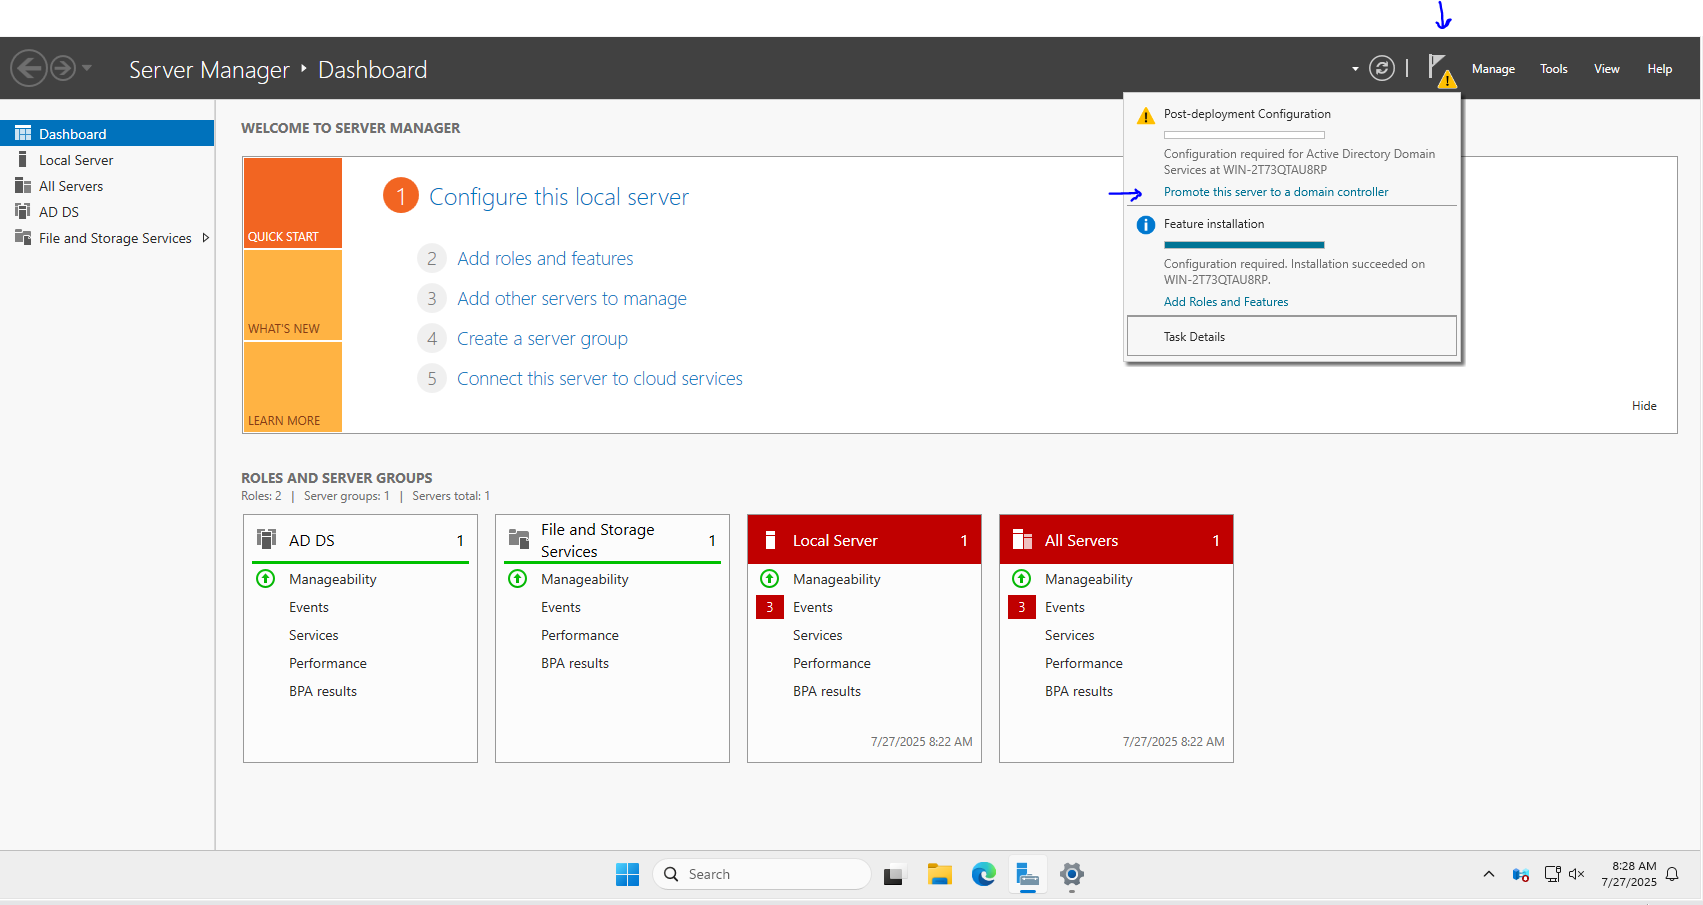 Server Manager ‣ Dashboard
Manage Tools View Help
Dashboard
Local Server
All Servers
AD DS
File and Storage Services
WELCOME TO SERVER MANAGER
QUICK START
WHAT'S NEW
LEARN MORE
1 Configure this local server
2 Add roles and features
3 Add other servers to manage
4 Create a server group
5 Connect this server to cloud services
Hide
Post-deployment Configuration
Configuration required for Active Directory Domain
Services at WIN-2T73QTAU8RP
Promote this server to a domain controller
Feature installation
Configuration required. Installation succeeded on
WIN-2T73QTAU8RP.
Add Roles and Features
Task Details
ROLES AND SERVER GROUPS
Roles: 2 | Server groups: 1 | Servers total: 1
AD DS 1
Manageability
Events
Services
Performance
BPA results
File and Storage
Services 1
Manageability
Events
Performance
BPA results
Local Server 1
Manageability
3 Events
Services
Performance
BPA results
7/27/2025 8:22 AM
All Servers 1
Manageability
3 Events
Services
Performance
BPA results
7/27/2025 8:22 AM
Search
8:28 AM
7/27/2025